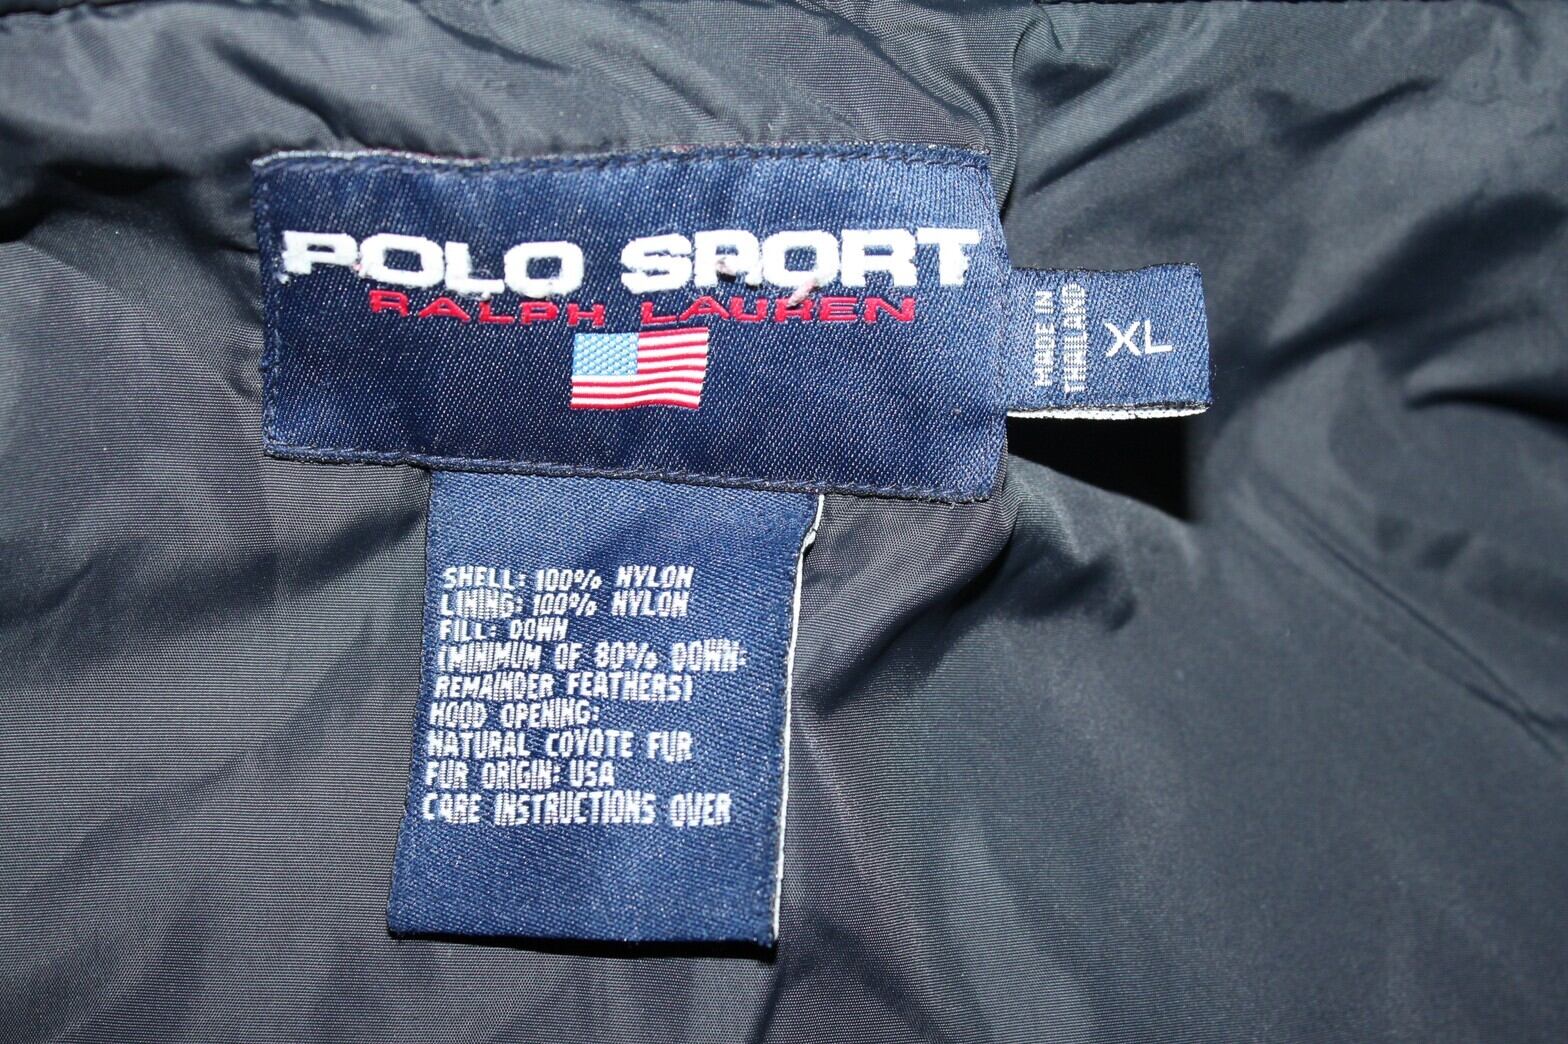 POLO SPORT
RALPH LAUREN
MADE IN
XL
SHELL: 100% NYLON
LINING: 100% NYLON
FILL: DOWN
(MINIMUM OF 80% DOWN:
REMAINDER FEATHERS)
HOOD OPENING:
NATURAL COYOTE FUR
FUR ORIGIN: USA
CARE INSTRUCTIONS OVER